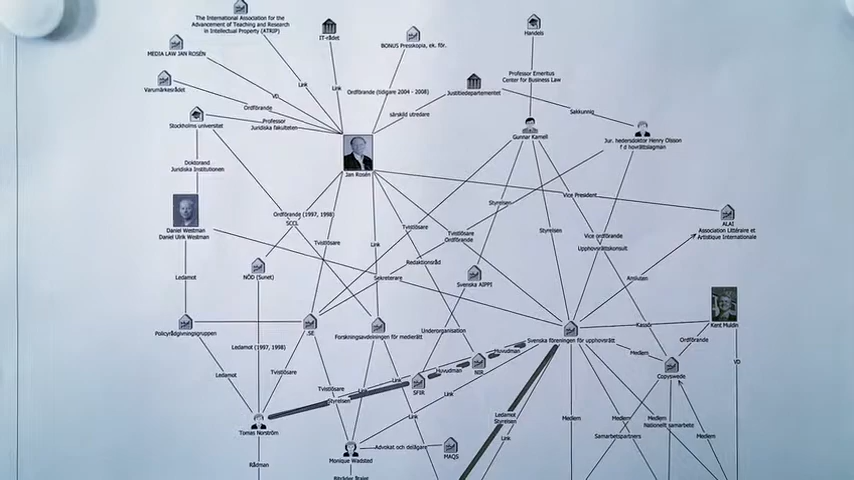 The International Association for the
Advancement of Teaching and Research
in Intellectual Property (ATRIP)
IT-rådet
BONUS Presskopia, ek. för.
Handels
MEDIA LAW JAN ROSÉN
Varumärkesrådet
Stockholms universitet
Link
Link
VD
Ordförande
Professor
Juridiska fakulteten
Ordförande (tidigare 2004 - 2008)
särskild utredare
Justitiedepartementet
Professor Emeritus
Center for Business Law
Sakkunnig
Gunnar Karnell
Jur. hedersdoktor Henry Olsson
f d hovrättslagman
Jan Rosén
Doktorand
Juridiska Institutionen
Daniel Westman
Daniel Ulrik Westman
Ordförande (1997, 1998)
SCCL
Tvistlösare
Link
Tvistlösare
Tvistlösare
Ordförande
Styrelsen
Styrelsen
Vice President
Vice ordförande
Upphovsrättskonsult
ALAI
Association Littéraire et
Artistique Internationale
Ledamot
NÖD (Sunet)
Redaktionsråd
Sekreterare
Svenska AIPPI
Ansluten
Kent Muldin
Policyrådgivningsgruppen
.SE
Forskningsavdelningen för medierätt
Underorganisation
Svenska föreningen för upphovsrätt
Kassör
Ordförande
VD
Ledamot (1997, 1998)
Ledamot
Tvistlösare
Tvistlösare
Styrelsen
Link
Link
SFIR
Huvudman
NIR
Huvudman
Medlem
Copyswede
Tomas Norström
Link
Link
Ledamot
Styrelsen
Link
Medlem
Medlem
Samarbetspartners
Medlem
Nationellt samarbete
Medlem
Rådman
Monique Wadsted
Advokat och delägare
MAQS